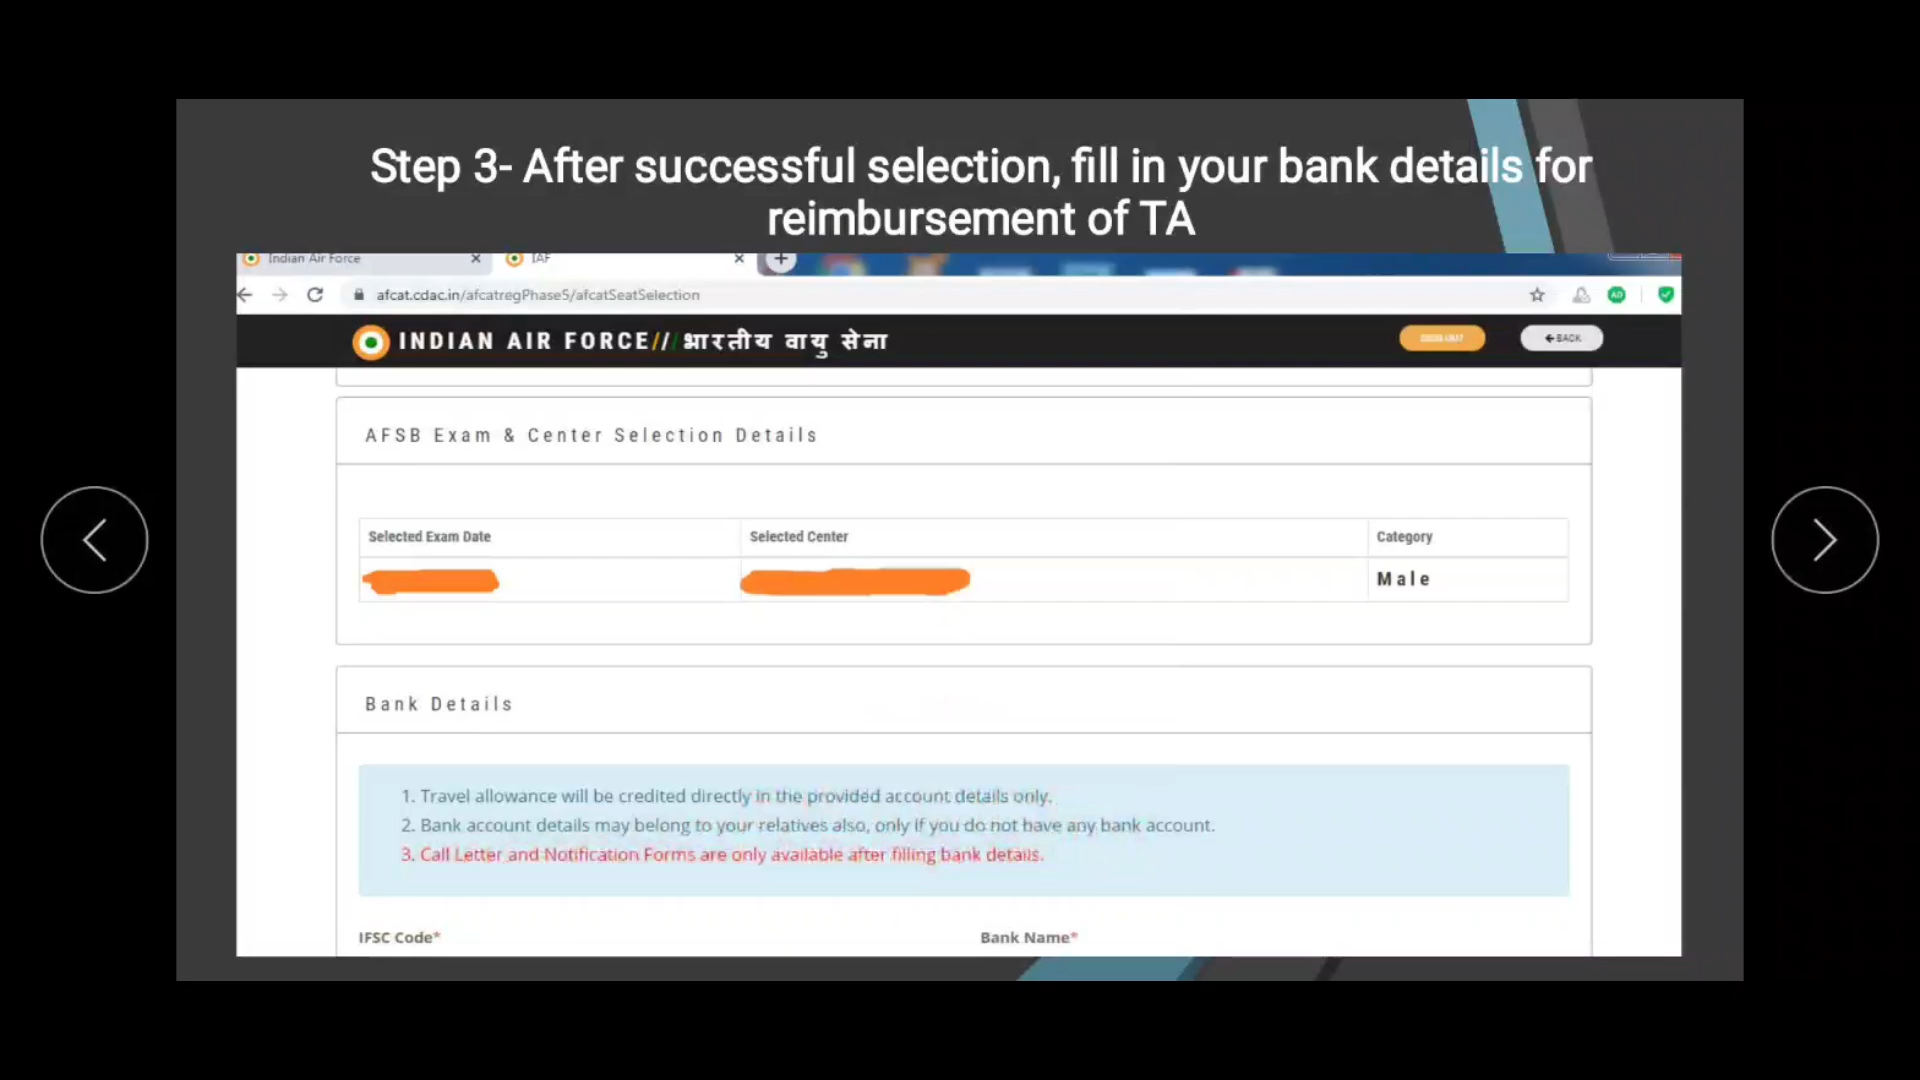 Step 3- After successful selection, fill in your bank details for
reimbursement of TA
Indian Air Force
IAF
afcat.cdac.in/afcatregPhase5/afcatSeatSelection
AD
INDIAN AIR FORCE// भारतीय वायु सेना
BACK
AFSB Exam & Center Selection Details
Selected Exam Date Selected Center Category
Male
Bank Details
1. Travel allowance will be credited directly in the provided account details only.
2. Bank account details may belong to your relatives also, only if you do not have any bank account.
3. Call Letter and Notification Forms are only available after filling bank details.
IFSC Code* Bank Name*